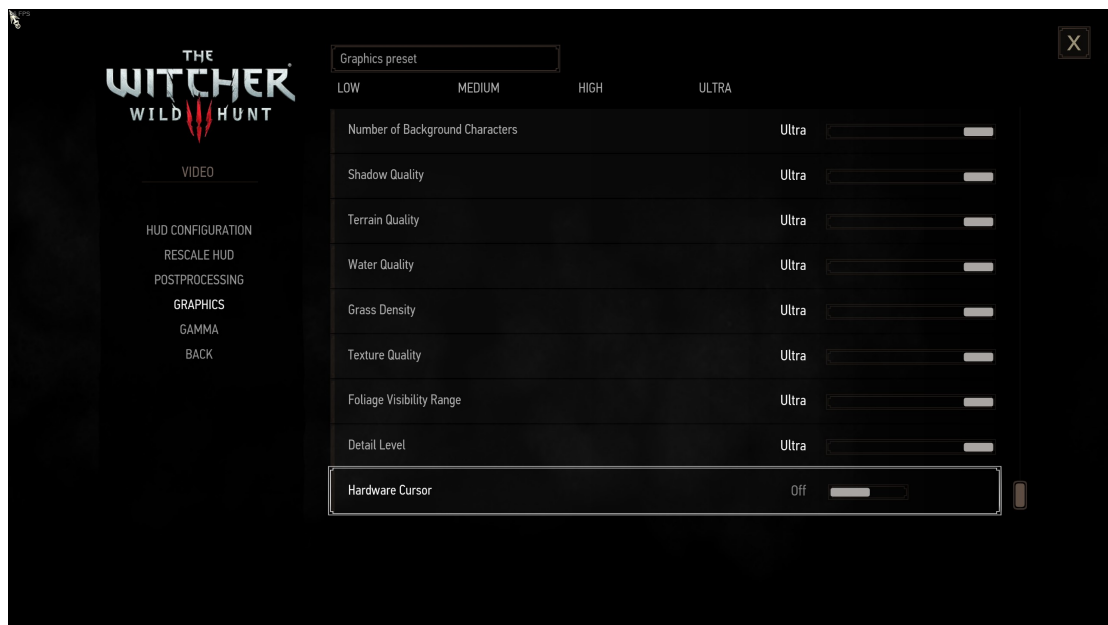 FPS
THE
WITCHER
WILD HUNT
VIDEO
HUD CONFIGURATION
RESCALE HUD
POSTPROCESSING
GRAPHICS
GAMMA
BACK
Graphics preset
LOW MEDIUM HIGH ULTRA
Number of Background Characters Ultra
Shadow Quality Ultra
Terrain Quality Ultra
Water Quality Ultra
Grass Density Ultra
Texture Quality Ultra
Foliage Visibility Range Ultra
Detail Level Ultra
Hardware Cursor Off
X